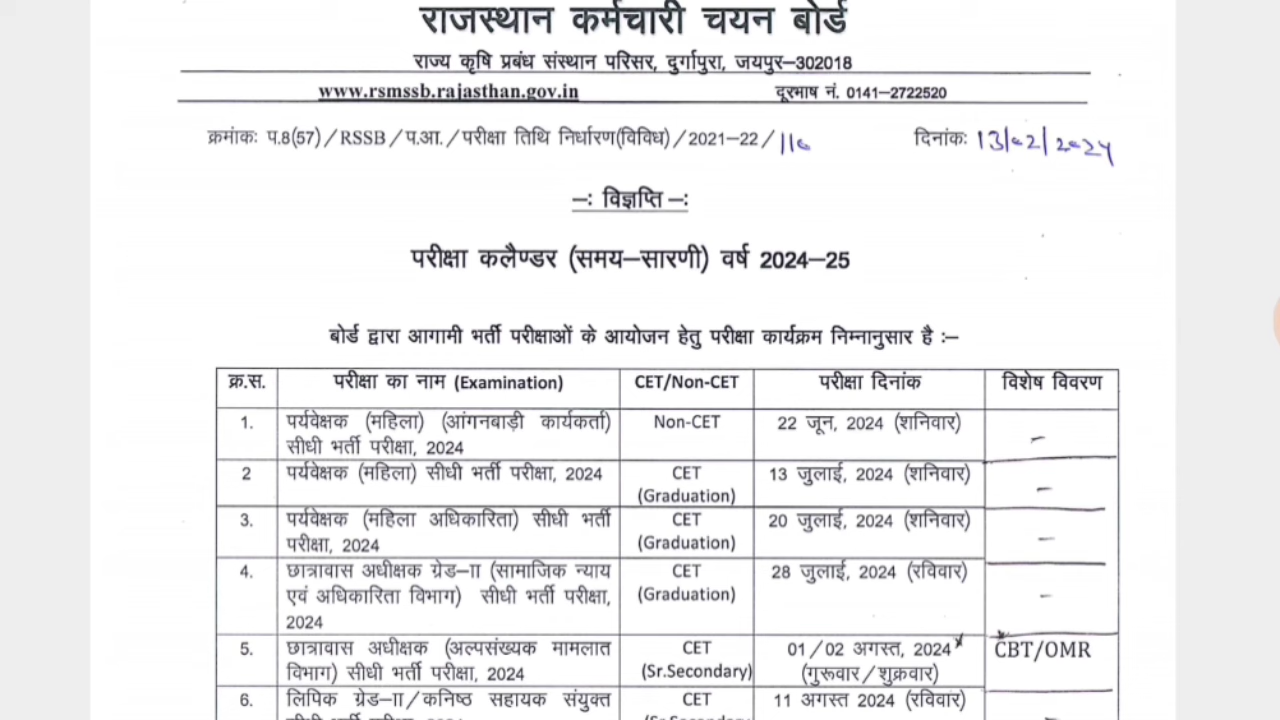 राजस्थान कर्मचारी चयन बोर्ड
राज्य कृषि प्रबंध संस्थान परिसर, दुर्गापुरा, जयपुर–302018
www.rsmssb.rajasthan.gov.in दूरभाष नं. 0141–2722520
क्रमांकः प.8(57)/RSSB/प.आ./परीक्षा तिथि निर्धारण(विविध)/2021–22/110 दिनांकः 13/02/2024
–: विज्ञप्ति –:
परीक्षा कलैण्डर (समय–सारणी) वर्ष 2024–25
बोर्ड द्वारा आगामी भर्ती परीक्षाओं के आयोजन हेतु परीक्षा कार्यक्रम निम्नानुसार है :–
क्र.स. परीक्षा का नाम (Examination) CET/Non-CET परीक्षा दिनांक विशेष विवरण
1. पर्यवेक्षक (महिला) (आंगनबाड़ी कार्यकर्ता) Non-CET 22 जून, 2024 (शनिवार)
सीधी भर्ती परीक्षा, 2024 –
2 पर्यवेक्षक (महिला) सीधी भर्ती परीक्षा, 2024 CET 13 जुलाई, 2024 (शनिवार)
(Graduation) –
3. पर्यवेक्षक (महिला अधिकारिता) सीधी भर्ती CET 20 जुलाई, 2024 (शनिवार)
परीक्षा, 2024 (Graduation) –
4. छात्रावास अधीक्षक ग्रेड–II (सामाजिक न्याय CET 28 जुलाई, 2024 (रविवार)
एवं अधिकारिता विभाग) सीधी भर्ती परीक्षा, (Graduation) –
2024
5. छात्रावास अधीक्षक (अल्पसंख्यक मामलात CET 01/02 अगस्त, 2024* *CBT/OMR
विभाग) सीधी भर्ती परीक्षा, 2024 (Sr.Secondary) (गुरूवार/शुक्रवार)
6. लिपिक ग्रेड–II/कनिष्ठ सहायक संयुक्त CET 11 अगस्त 2024 (रविवार)